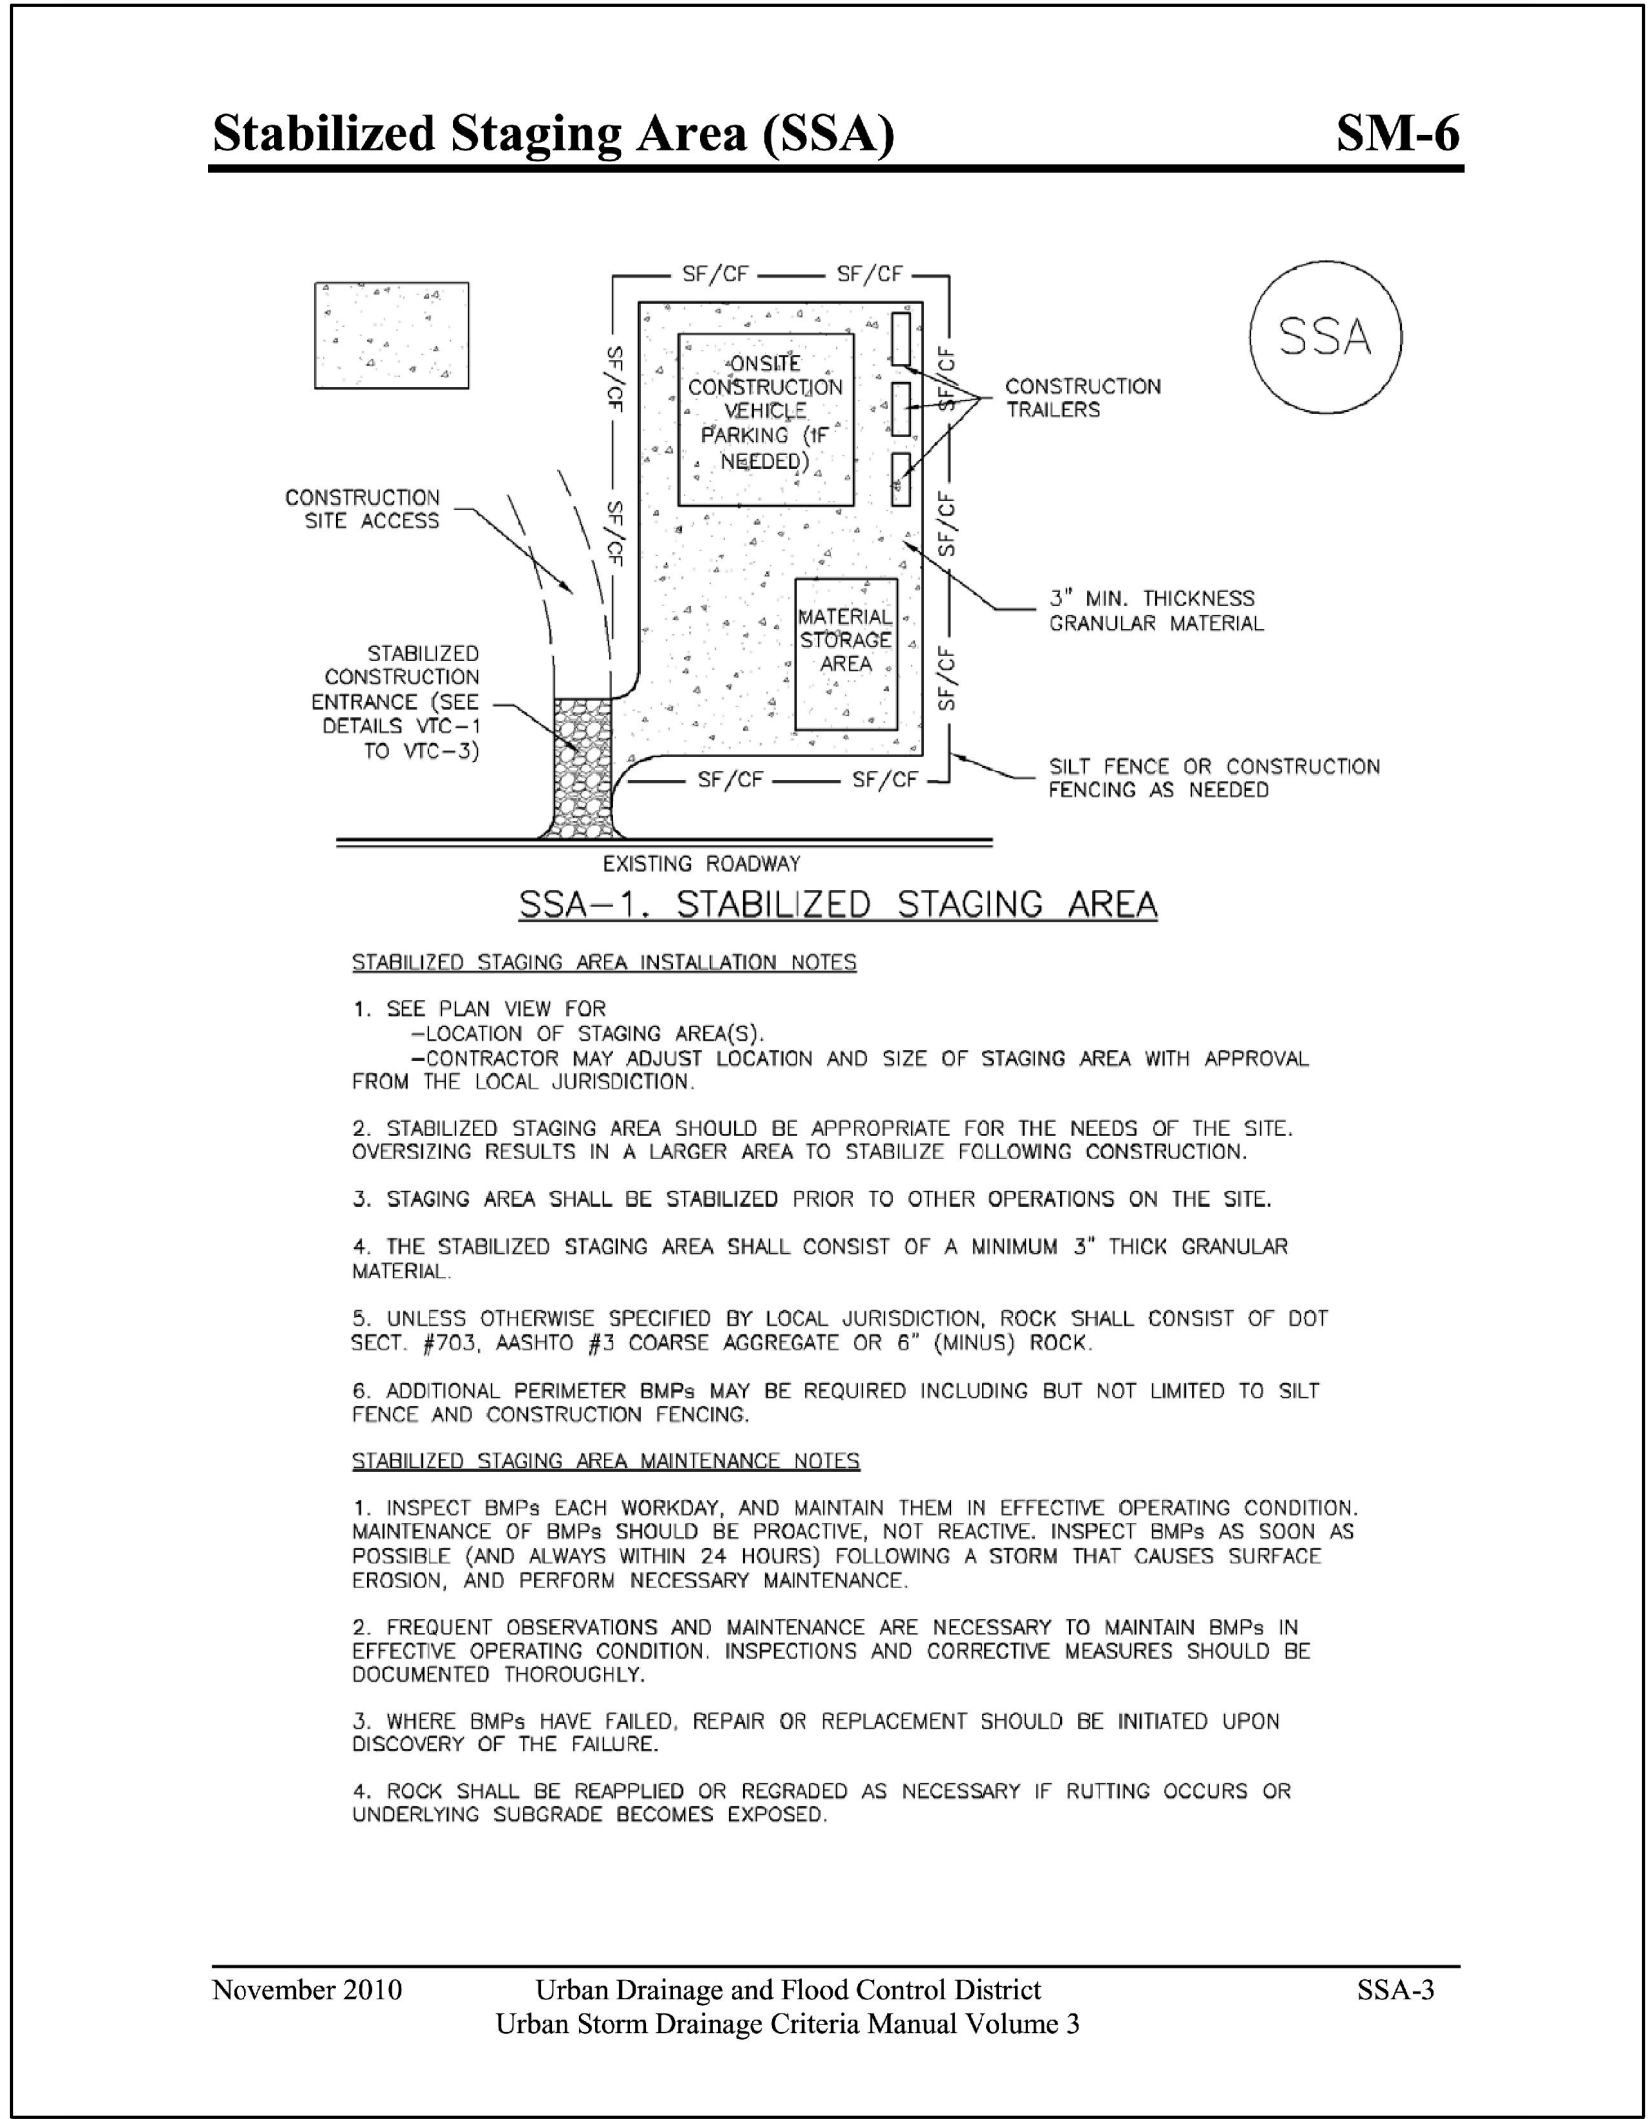 Stabilized Staging Area (SSA) SM-6
SF/CF SF/CF
SSA
SF/CF
SF/CF
ONSITE
CONSTRUCTION
VEHICLE
PARKING (IF
NEEDED)
SF/CF
SF/CF
SF/CF
CONSTRUCTION
TRAILERS
CONSTRUCTION
SITE ACCESS
3" MIN. THICKNESS
GRANULAR MATERIAL
MATERIAL
STORAGE
AREA
SF/CF
STABILIZED
CONSTRUCTION
ENTRANCE (SEE
DETAILS VTC-1
TO VTC-3)
SF/CF SF/CF
SILT FENCE OR CONSTRUCTION
FENCING AS NEEDED
EXISTING ROADWAY
SSA-1. STABILIZED STAGING AREA
STABILIZED STAGING AREA INSTALLATION NOTES
1. SEE PLAN VIEW FOR
-LOCATION OF STAGING AREA(S).
-CONTRACTOR MAY ADJUST LOCATION AND SIZE OF STAGING AREA WITH APPROVAL
FROM THE LOCAL JURISDICTION.
2. STABILIZED STAGING AREA SHOULD BE APPROPRIATE FOR THE NEEDS OF THE SITE.
OVERSIZING RESULTS IN A LARGER AREA TO STABILIZE FOLLOWING CONSTRUCTION.
3. STAGING AREA SHALL BE STABILIZED PRIOR TO OTHER OPERATIONS ON THE SITE.
4. THE STABILIZED STAGING AREA SHALL CONSIST OF A MINIMUM 3" THICK GRANULAR
MATERIAL.
5. UNLESS OTHERWISE SPECIFIED BY LOCAL JURISDICTION, ROCK SHALL CONSIST OF DOT
SECT. #703, AASHTO #3 COARSE AGGREGATE OR 6" (MINUS) ROCK.
6. ADDITIONAL PERIMETER BMPs MAY BE REQUIRED INCLUDING BUT NOT LIMITED TO SILT
FENCE AND CONSTRUCTION FENCING.
STABILIZED STAGING AREA MAINTENANCE NOTES
1. INSPECT BMPs EACH WORKDAY, AND MAINTAIN THEM IN EFFECTIVE OPERATING CONDITION.
MAINTENANCE OF BMPs SHOULD BE PROACTIVE, NOT REACTIVE. INSPECT BMPs AS SOON AS
POSSIBLE (AND ALWAYS WITHIN 24 HOURS) FOLLOWING A STORM THAT CAUSES SURFACE
EROSION, AND PERFORM NECESSARY MAINTENANCE.
2. FREQUENT OBSERVATIONS AND MAINTENANCE ARE NECESSARY TO MAINTAIN BMPs IN
EFFECTIVE OPERATING CONDITION. INSPECTIONS AND CORRECTIVE MEASURES SHOULD BE
DOCUMENTED THOROUGHLY.
3. WHERE BMPs HAVE FAILED, REPAIR OR REPLACEMENT SHOULD BE INITIATED UPON
DISCOVERY OF THE FAILURE.
4. ROCK SHALL BE REAPPLIED OR REGRADED AS NECESSARY IF RUTTING OCCURS OR
UNDERLYING SUBGRADE BECOMES EXPOSED.
November 2010 Urban Drainage and Flood Control District SSA-3
Urban Storm Drainage Criteria Manual Volume 3